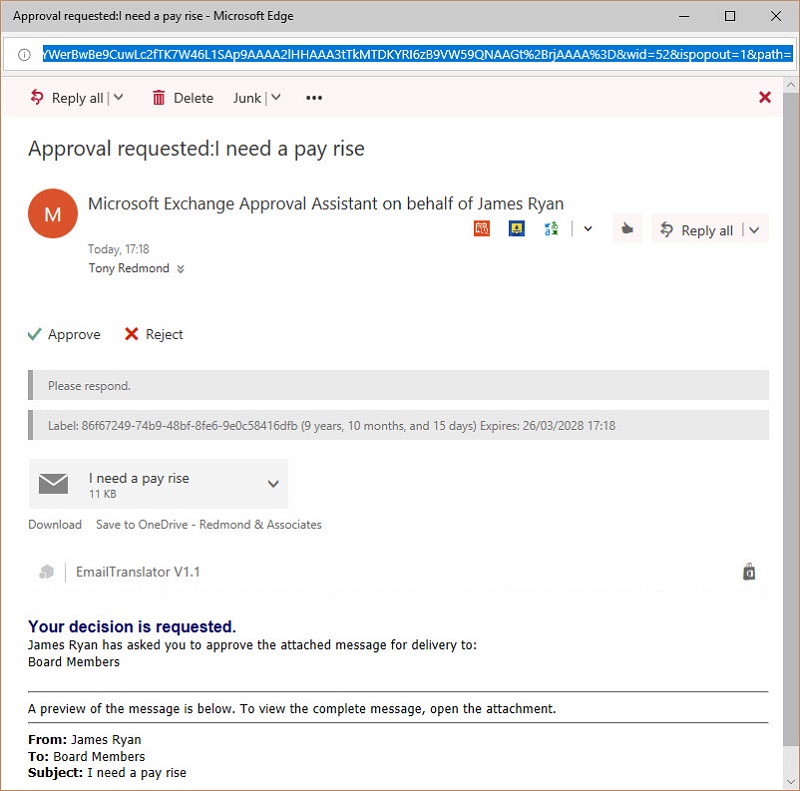 Approval requested:I need a pay rise - Microsoft Edge
YWerBwBe9CuwLc2fTK7W46L1SAp9AAAA2lHHAAA3tTkMTDKYRI6zB9VW59QNAAGt%2BrjAAAA%3D&wid=52&ispopout=1&path=
Reply all Delete Junk ...
Approval requested:I need a pay rise
M
Microsoft Exchange Approval Assistant on behalf of James Ryan
Reply all
Today, 17:18
Tony Redmond
Approve Reject
Please respond.
Label: 86f67249-74b9-48bf-8fe6-9e0c58416dfb (9 years, 10 months, and 15 days) Expires: 26/03/2028 17:18
I need a pay rise
11 KB
Download Save to OneDrive - Redmond & Associates
EmailTranslator V1.1
Your decision is requested.
James Ryan has asked you to approve the attached message for delivery to:
Board Members
A preview of the message is below. To view the complete message, open the attachment.
From: James Ryan
To: Board Members
Subject: I need a pay rise